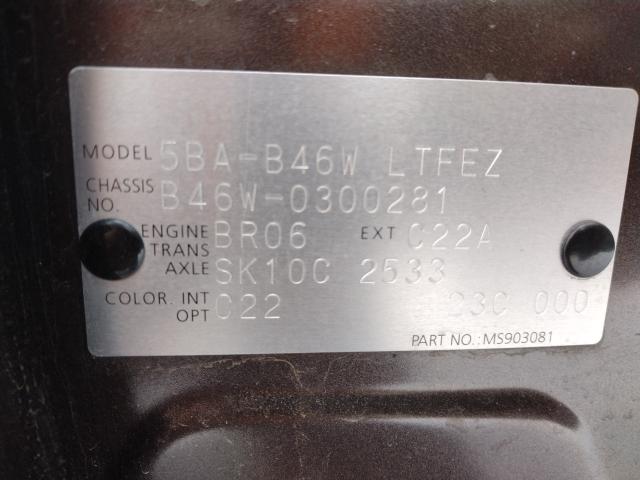 MODEL 5BA-B46W LTFEZ
CHASSIS NO. B46W-0300281
ENGINE BR06 EXT C22A
TRANS AXLE SK10C 2533
COLOR. INT C22 23C 000
OPT
PART NO.: MS903081